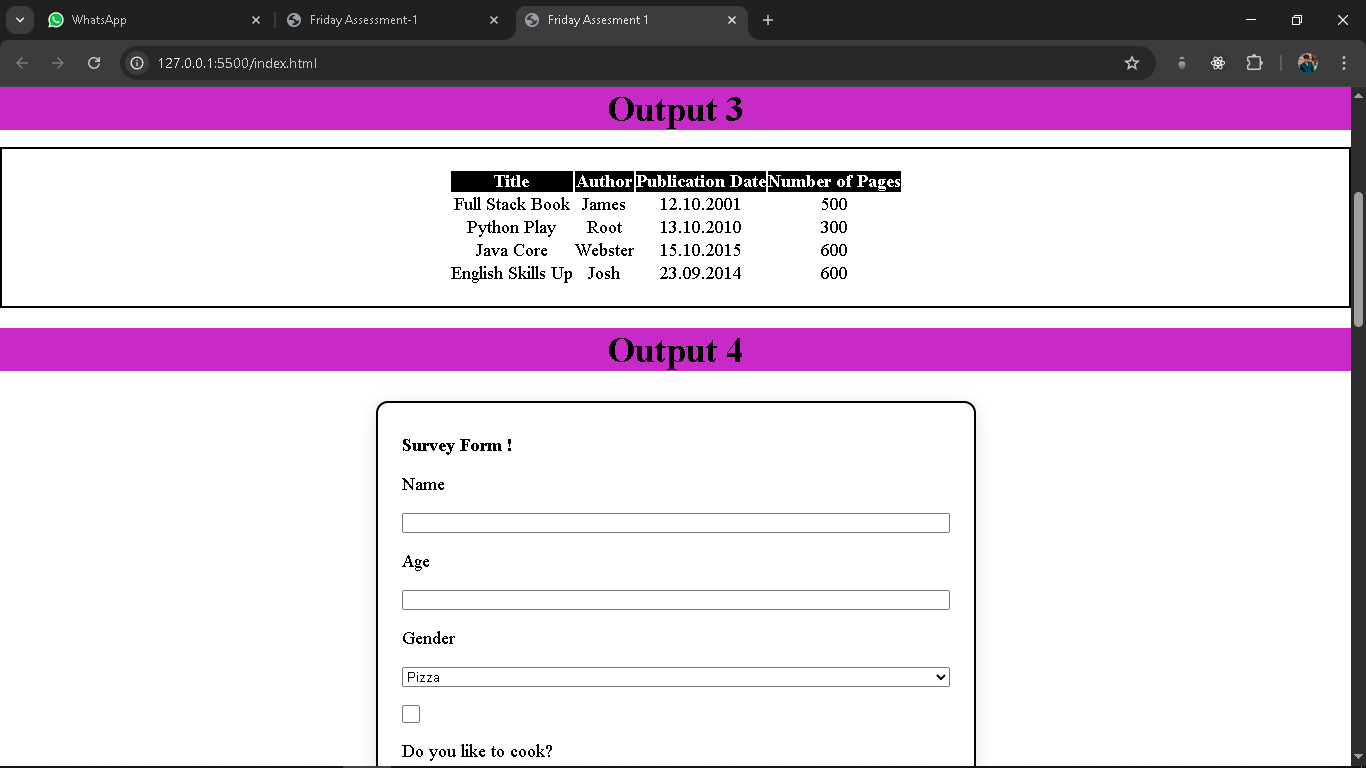 WhatsApp
Friday Assessment-1
Friday Assesment 1
127.0.0.1:5500/index.html
Output 3
Title Author Publication Date Number of Pages
Full Stack Book James 12.10.2001 500
Python Play Root 13.10.2010 300
Java Core Webster 15.10.2015 600
English Skills Up Josh 23.09.2014 600
Output 4
Survey Form !
Name
Age
Gender
Pizza
Do you like to cook?